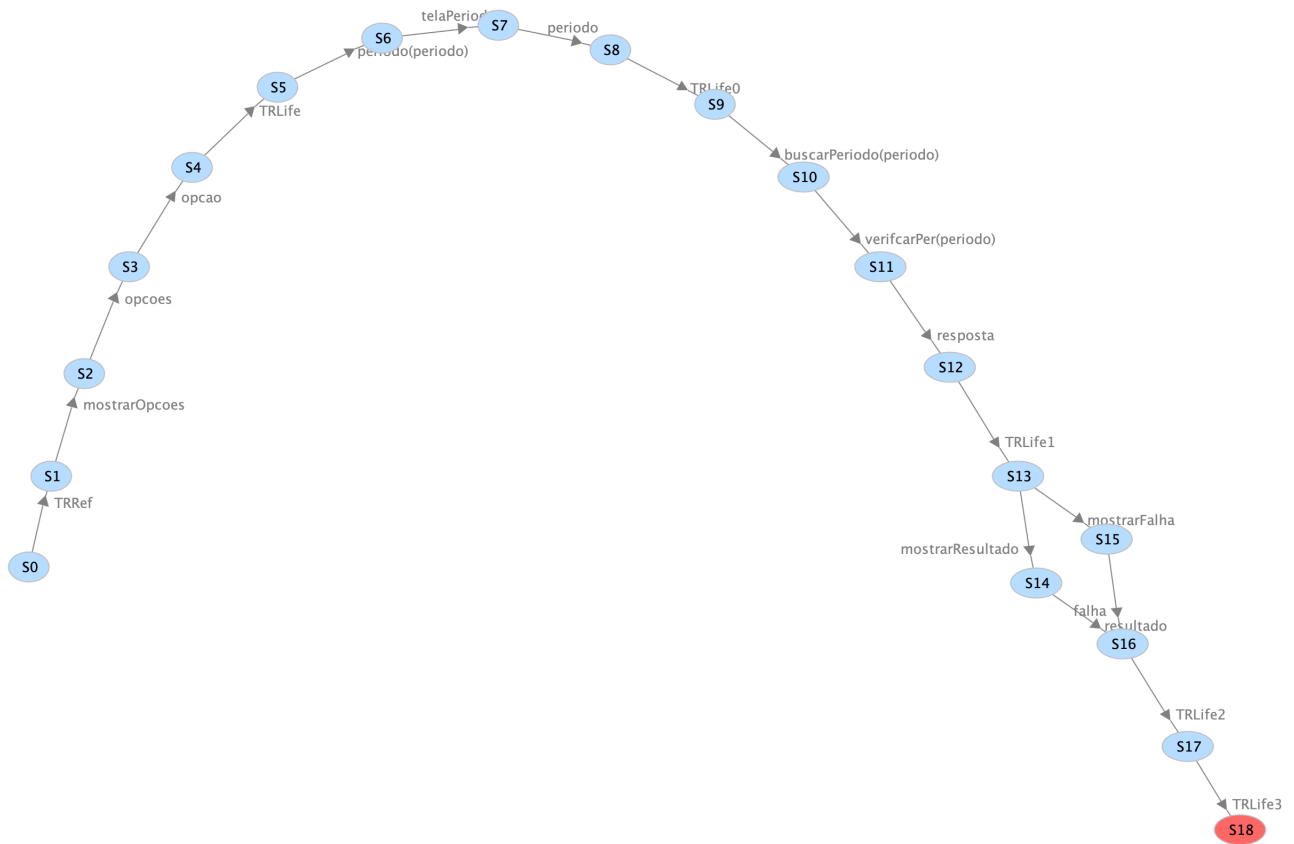 S0
TRRef
S1
mostrarOpcoes
S2
opcoes
S3
opcao
S4
TRLife
S5
periodo(periodo)
S6
telaPeriod
S7
periodo
S8
TRLife0
S9
buscarPeriodo(periodo)
S10
verifcarPer(periodo)
S11
resposta
S12
TRLife1
S13
mostrarFalha
S15
mostrarResultado
S14
falha
resultado
S16
TRLife2
S17
TRLife3
S18